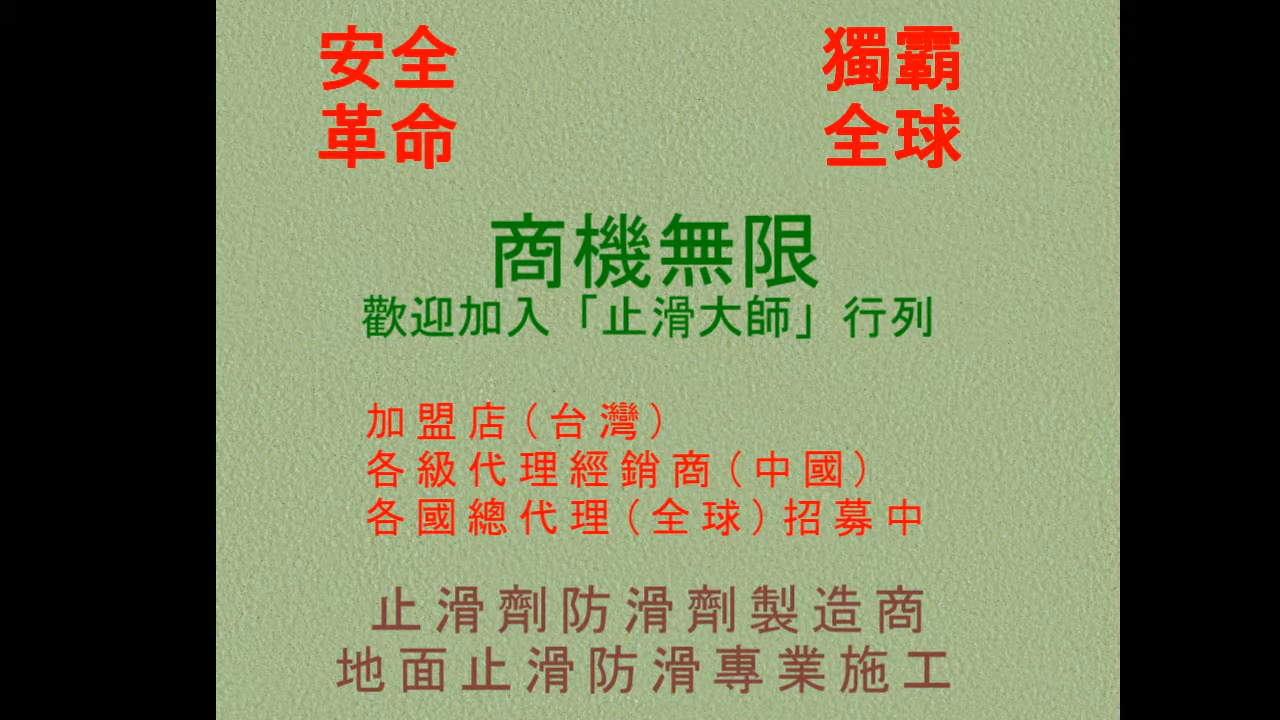 安全
革命
獨霸
全球
商機無限
歡迎加入「止滑大師」行列
加盟店(台灣)
各級代理經銷商(中國)
各國總代理(全球)招募中
止滑劑防滑劑製造商
地面止滑防滑專業施工